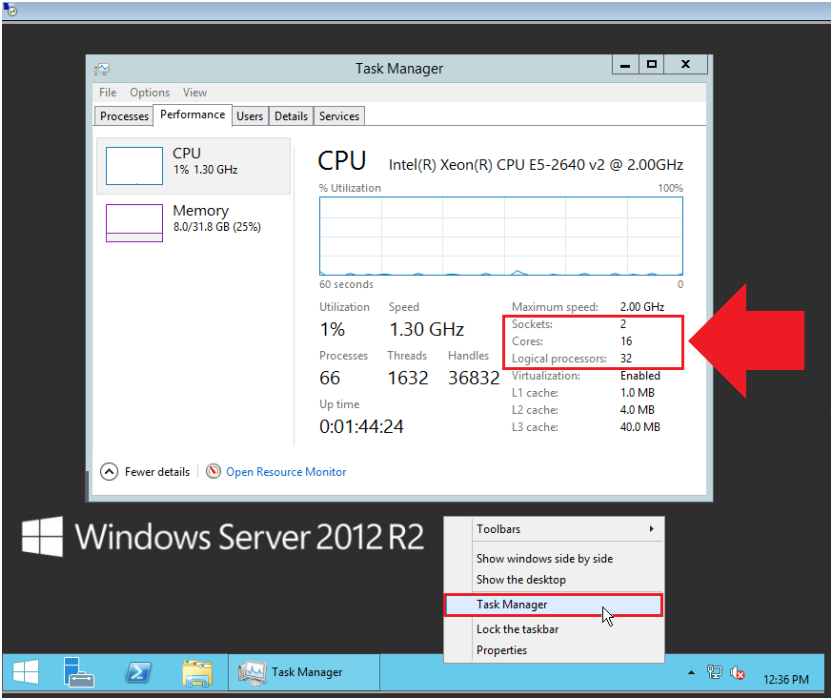 Task Manager
File Options View
Processes Performance Users Details Services
CPU
1% 1.30 GHz
Memory
8.0/31.8 GB (25%)
CPU Intel(R) Xeon(R) CPU E5-2640 v2 @ 2.00GHz
% Utilization 100%
60 seconds 0
Utilization Speed
1% 1.30 GHz
Processes Threads Handles
66 1632 36832
Up time
0:01:44:24
Maximum speed: 2.00 GHz
Sockets: 2
Cores: 16
Logical processors: 32
Virtualization: Enabled
L1 cache: 1.0 MB
L2 cache: 4.0 MB
L3 cache: 40.0 MB
Fewer details Open Resource Monitor
Windows Server 2012 R2
Toolbars
Show windows side by side
Show the desktop
Task Manager
Lock the taskbar
Properties
Task Manager 12:36 PM